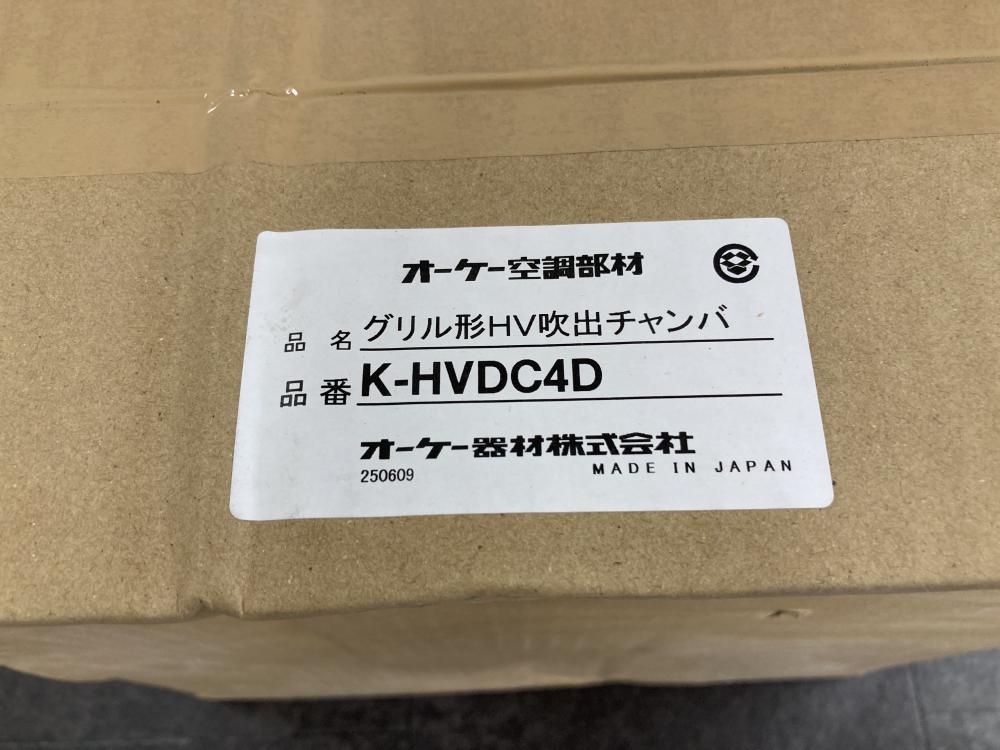 オーケー空調部材
品名 グリル形HV吹出チャンバ
品番 K-HVDC4D
オーケー器材株式会社
250609 MADE IN JAPAN